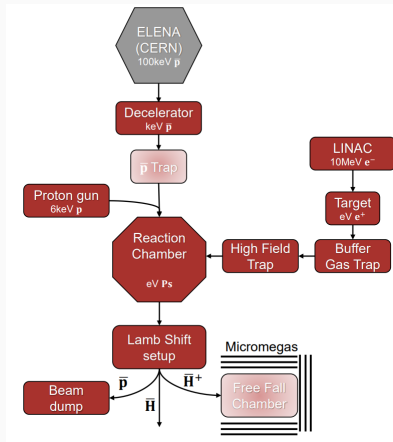 ELENA
(CERN)
100keV p̄
Decelerator
keV p̄
p̄ Trap
LINAC
10MeV e⁻
Proton gun
6keV p
Target
eV e⁺
Reaction
Chamber
eV Ps
High Field
Trap
Buffer
Gas Trap
Lamb Shift
setup
Micromegas
p̄
H̄
H̄⁺
Beam
dump
Free Fall
Chamber